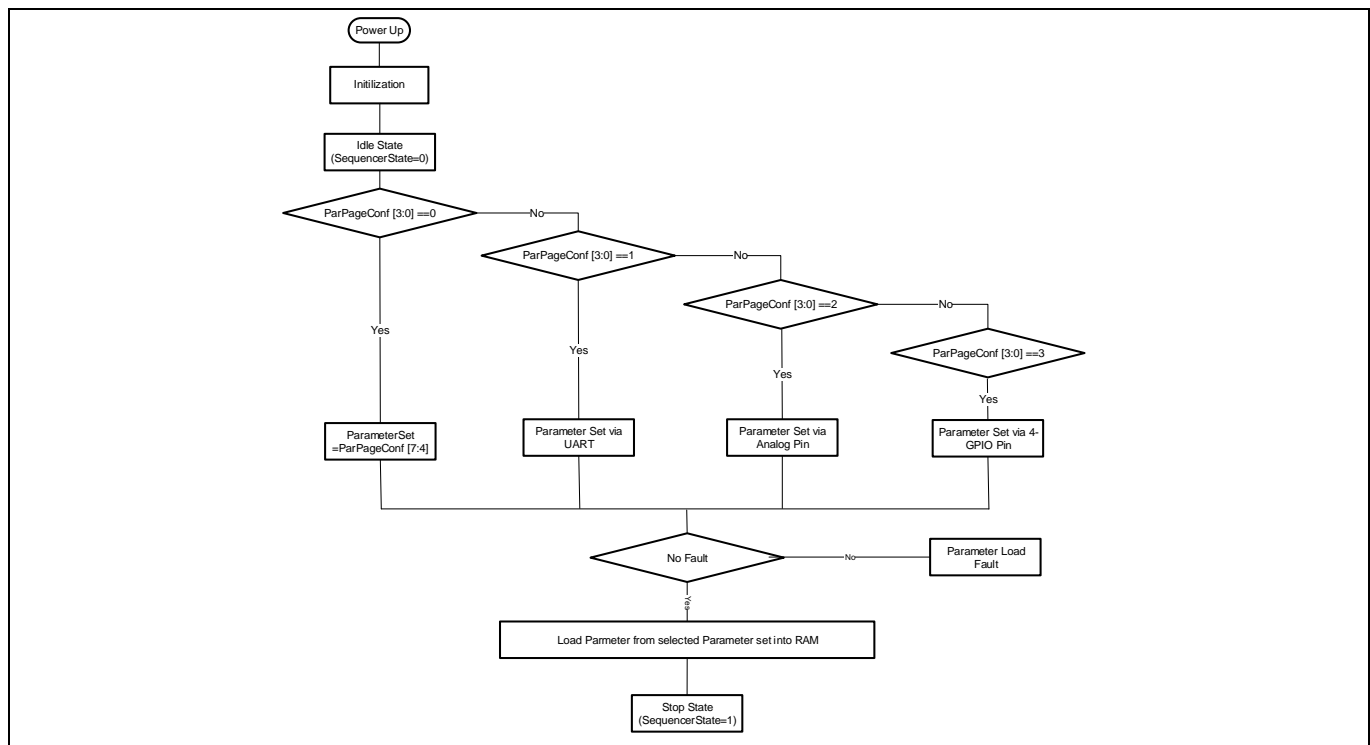 Power Up
Initilization
Idle State
(SequencerState=0)
ParPageConf [3:0] ==0
No
ParPageConf [3:0] ==1
No
ParPageConf [3:0] ==2
No
ParPageConf [3:0] ==3
Yes
Yes
Yes
Yes
ParameterSet
=ParPageConf [7:4]
Parameter Set via
UART
Parameter Set via
Analog Pin
Parameter Set via 4-
GPIO Pin
No Fault
No
Parameter Load
Fault
Yes
Load Parmeter from selected Parameter set into RAM
Stop State
(SequencerState=1)